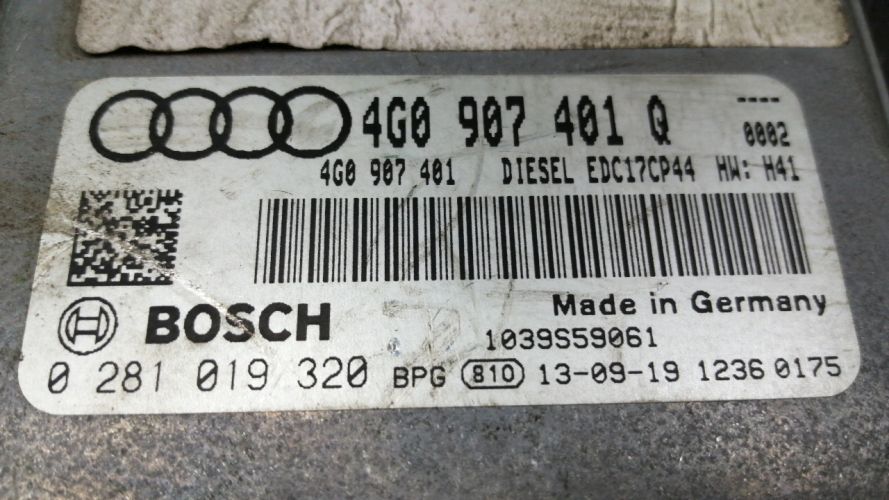 4G0 907 401 Q ----
0002
4G0 907 401 DIESEL EDC17CP44 HW: H41
Made in Germany
BOSCH
1039S59061
0 281 019 320 BPG 810 13-09-19 1236 0175